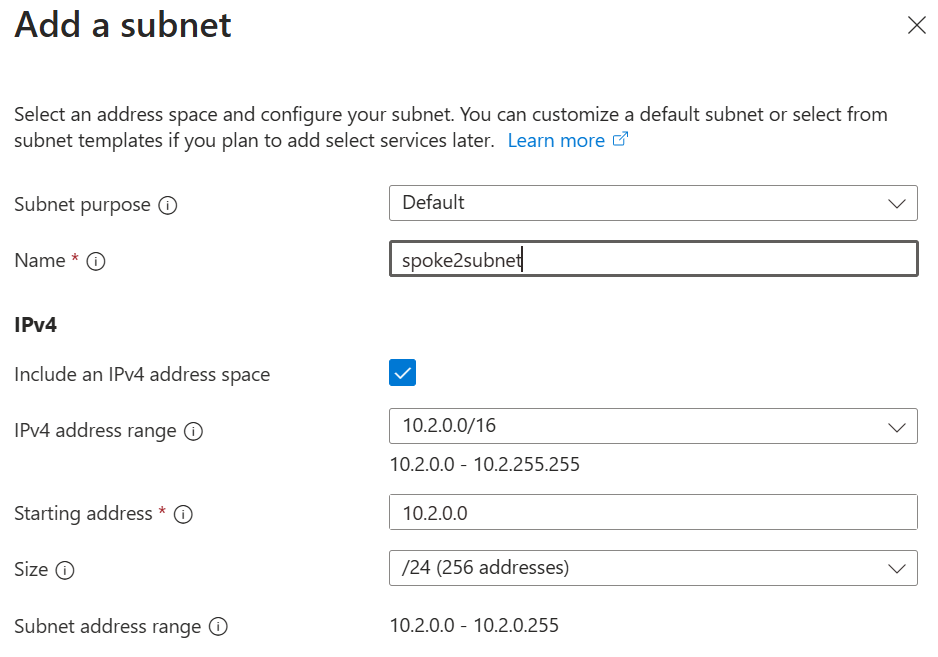 Add a subnet
Select an address space and configure your subnet. You can customize a default subnet or select from
subnet templates if you plan to add select services later. Learn more
Subnet purpose
Default
Name *
spoke2subnet
IPv4
Include an IPv4 address space
IPv4 address range
10.2.0.0/16
10.2.0.0 - 10.2.255.255
Starting address *
10.2.0.0
Size
/24 (256 addresses)
Subnet address range
10.2.0.0 - 10.2.0.255